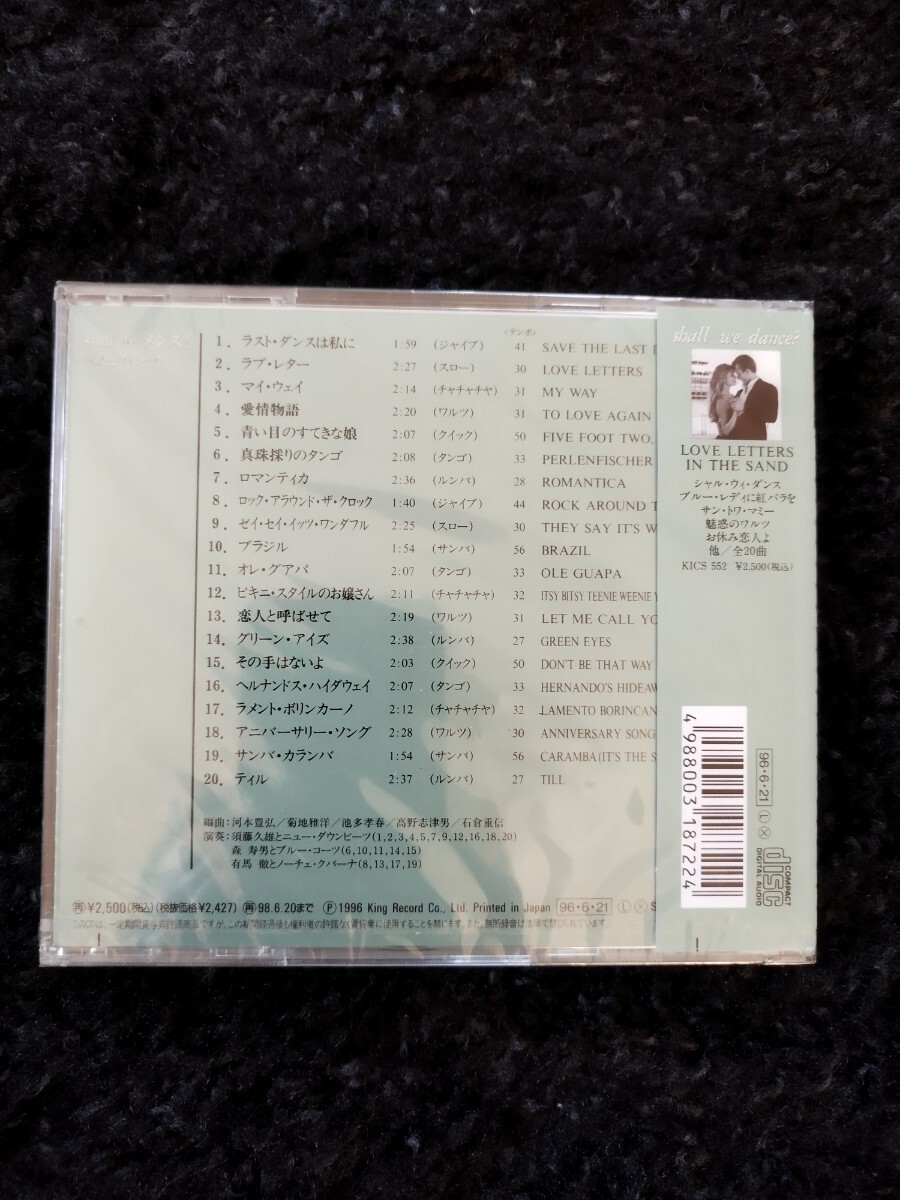 〈テンポ〉
1. ラスト・ダンスは私に 1:59 (ジャイブ) 41 SAVE THE LAST
2. ラブ・レター 2:27 (スロー) 30 LOVE LETTERS
3. マイ・ウェイ 2:14 (チャチャチヤ) 31 MY WAY
4. 愛情物語 2:20 (ワルツ) 31 TO LOVE AGAIN
5. 青い目のすてきな娘 2:07 (クイック) 50 FIVE FOOT TWO,
6. 真珠採りのタンゴ 2:08 (タンゴ) 33 PERLENFISCHER
7. ロマンティカ 2:36 (ルンバ) 28 ROMANTICA
8. ロック・アラウンド・ザ・クロック 1:40 (ジャイブ) 44 ROCK AROUND T
9. ゼイ・セイ・イッツ・ワンダフル 2:25 (スロー) 30 THEY SAY IT'S W
10. ブラジル 1:54 (サンバ) 56 BRAZIL
11. オレ・グアパ 2:07 (タンゴ) 33 OLE GUAPA
12. ビキニ・スタイルのお嬢さん 2:11 (チャチャチャ) 32 ITSY BITSY TEENIE WEENIE Y
13. 恋人と呼ばせて 2:19 (ワルツ) 31 LET ME CALL YO
14. グリーン・アイズ 2:38 (ルンバ) 27 GREEN EYES
15. その手はないよ 2:03 (クイック) 50 DON'T BE THAT WAY
16. ヘルナンドス・ハイダウェイ 2:07 (タンゴ) 33 HERNANDO'S HIDEAW
17. ラメント・ボリンカーノ 2:12 (チャチャチヤ) 32 LAMENTO BORINCAN
18. アニバーサリー・ソング 2:28 (ワルツ) 30 ANNIVERSARY SONG
19. サンバ・カランバ 1:54 (サンバ) 56 CARAMBA(IT'S THE S
20. ティル 2:37 (ルンバ) 27 TILL
編曲:河本豊弘/菊地雅洋/池多孝春/高野志津男/石倉重信
演奏:須藤久雄とニュー・ダウンビーツ(1,2,3,4,5,7,9,12,16,18,20)
森 寿男とブルー・コーツ(6,10,11,14,15)
有馬 徹とノーチェ・クバーナ(8,13,17,19)
㊢¥2,500(税込)(税抜価格¥2,427) ㊢98.6.20まで Ⓟ1996 King Record Co., Ltd. Printed in Japan 96・6・21 Ⓛ Ⓧ S
shall we dance?
LOVE LETTERS
IN THE SAND
シャル・ウィ・ダンス
ブルー・レディに紅バラを
サン・トワ・マミー
魅惑のワルツ
お休み恋人よ
他/全20曲
KICS 552 ¥2,500(税込)
4 988003 187224
96・6・21 Ⓛ Ⓧ
COMPACT
disc
DIGITAL AUDIO